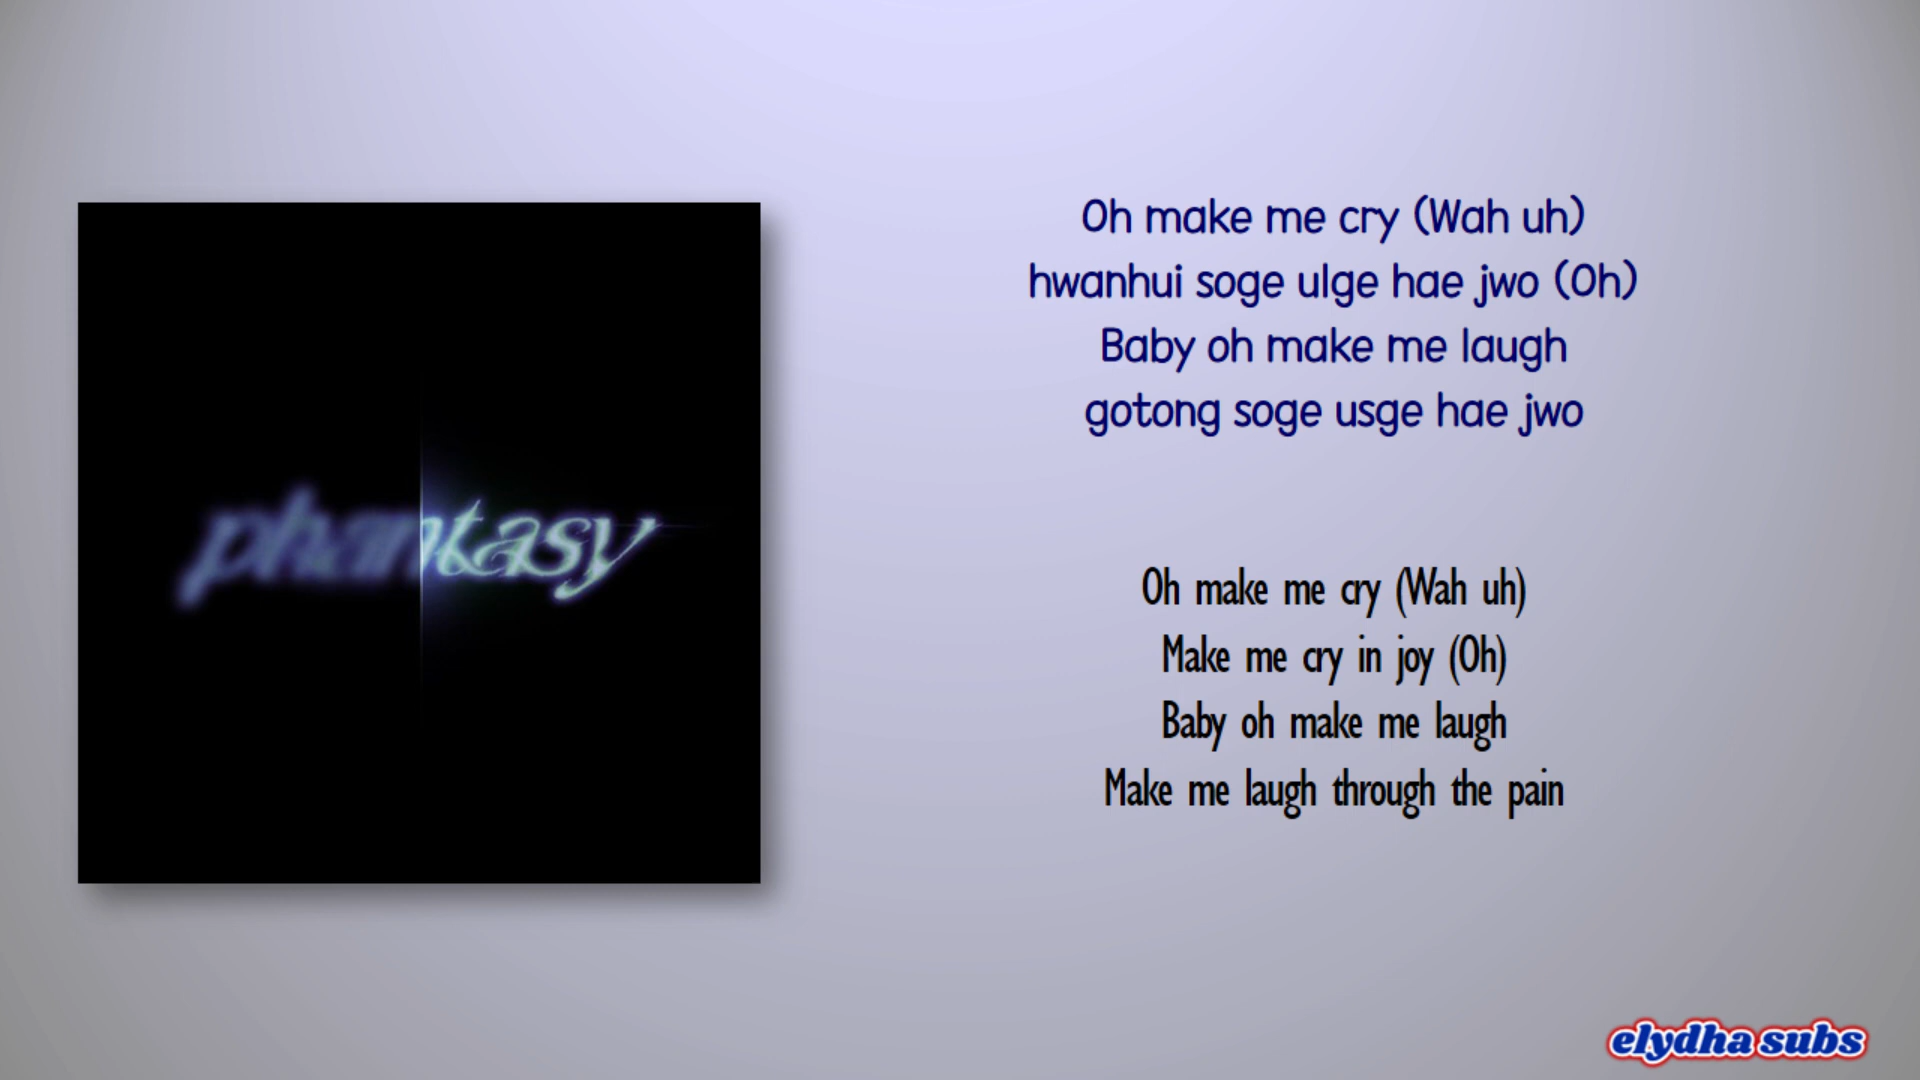 phantasy
Oh make me cry (Wah uh)
hwanhui soge ulge hae jwo (Oh)
Baby oh make me laugh
gotong soge usge hae jwo
Oh make me cry (Wah uh)
Make me cry in joy (Oh)
Baby oh make me laugh
Make me laugh through the pain
elydha subs